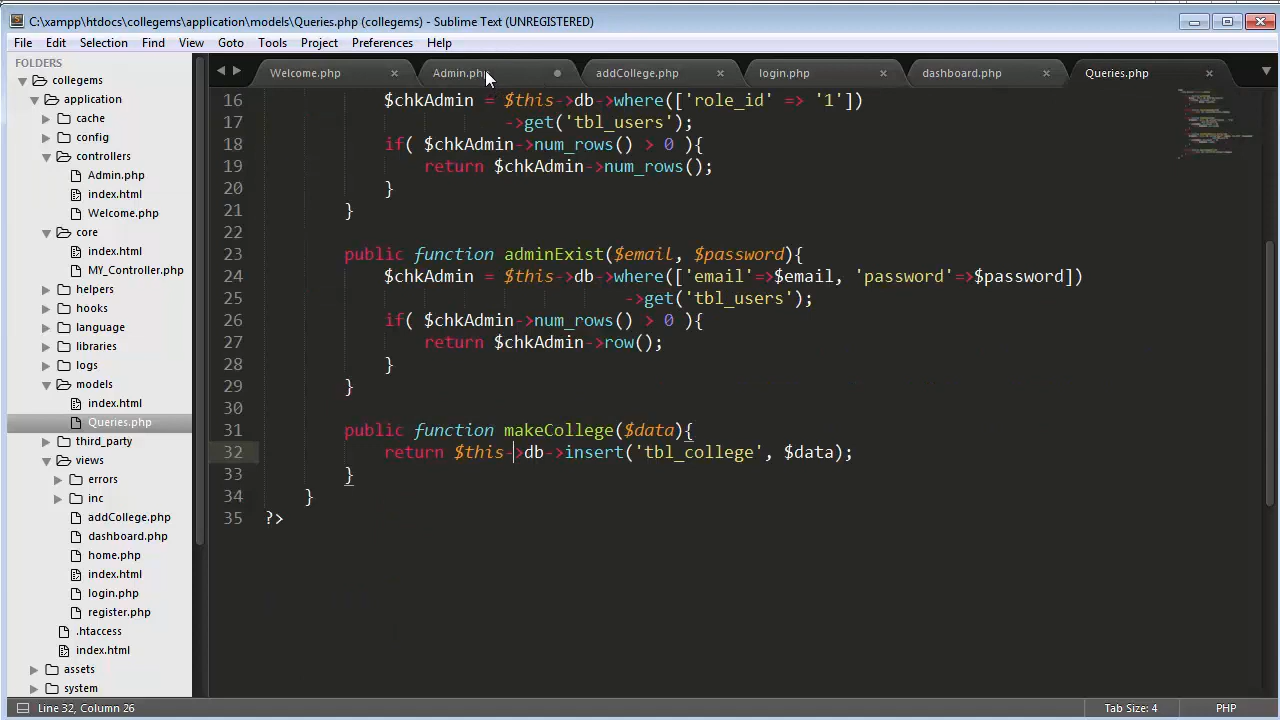 C:\xampp\htdocs\collegems\application\models\Queries.php (collegems) - Sublime Text (UNREGISTERED)
File Edit Selection Find View Goto Tools Project Preferences Help
FOLDERS
collegems
application
cache
config
controllers
Admin.php
index.html
Welcome.php
core
index.html
MY_Controller.php
helpers
hooks
language
libraries
logs
models
index.html
Queries.php
third_party
views
errors
inc
addCollege.php
dashboard.php
home.php
index.html
login.php
register.php
.htaccess
index.html
assets
system
Welcome.php × Admin.php addCollege.php × login.php × dashboard.php × Queries.php ×
16 $chkAdmin = $this->db->where(['role_id' => '1'])
17 ->get('tbl_users');
18 if( $chkAdmin->num_rows() > 0 ){
19 return $chkAdmin->num_rows();
20 }
21 }
22
23 public function adminExist($email, $password){
24 $chkAdmin = $this->db->where(['email'=>$email, 'password'=>$password])
25 ->get('tbl_users');
26 if( $chkAdmin->num_rows() > 0 ){
27 return $chkAdmin->row();
28 }
29 }
30
31 public function makeCollege($data){
32 return $this->db->insert('tbl_college', $data);
33 }
34 }
35 ?>
Line 32, Column 26 Tab Size: 4 PHP